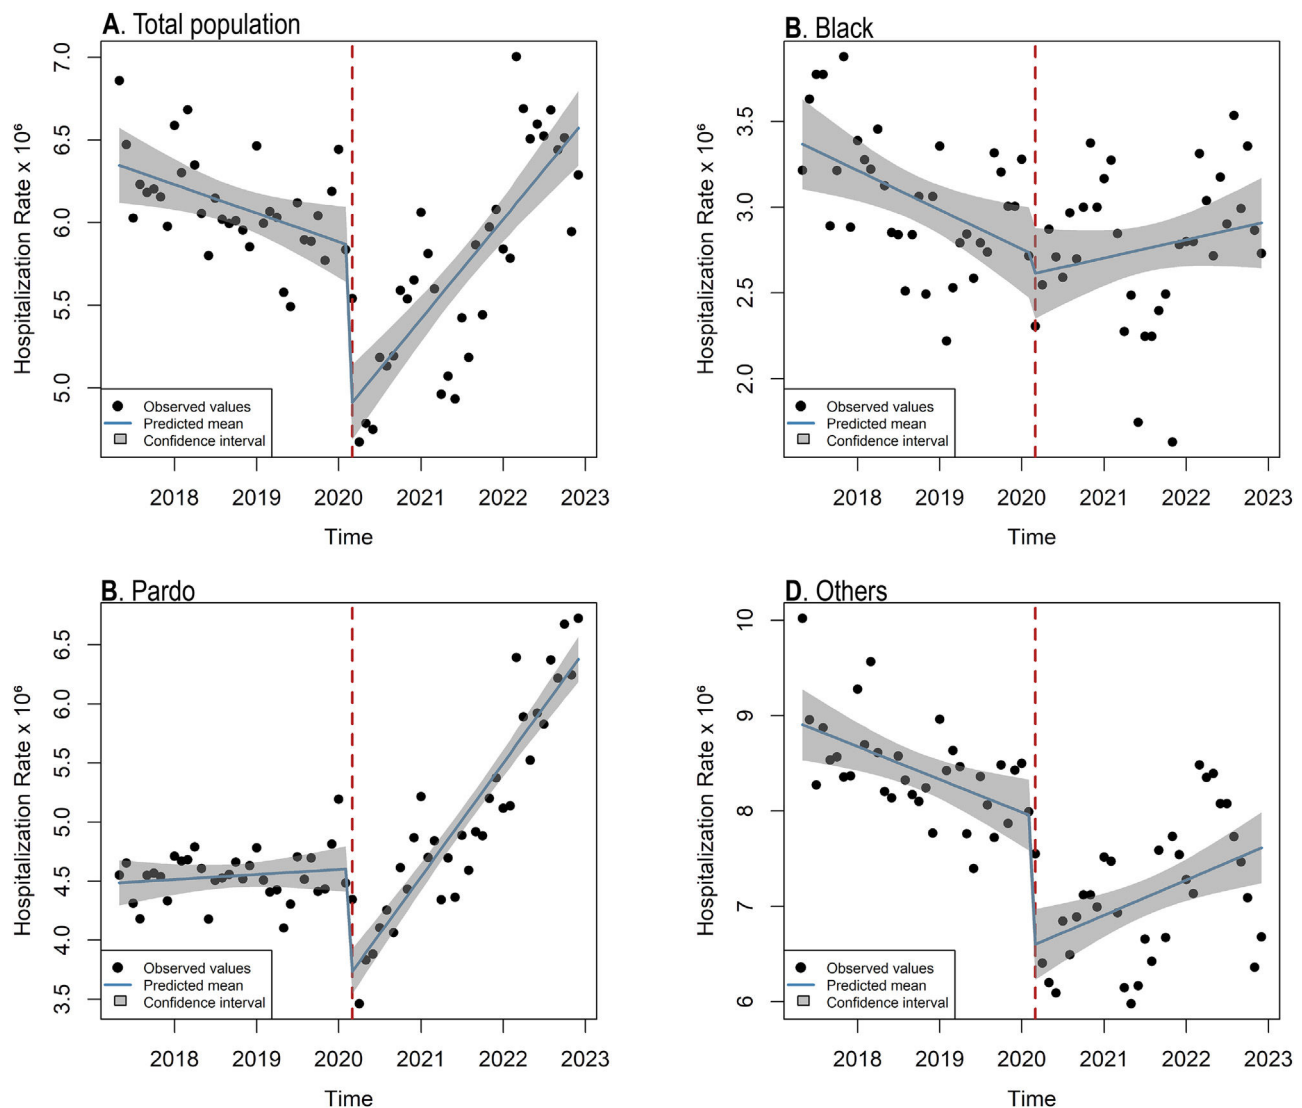 A. Total population
Hospitalization Rate x 10⁶
7.0
6.5
6.0
5.5
5.0
Observed values
Predicted mean
Confidence interval
2018 2019 2020 2021 2022 2023
Time
B. Black
Hospitalization Rate x 10⁶
3.5
3.0
2.5
2.0
Observed values
Predicted mean
Confidence interval
2018 2019 2020 2021 2022 2023
Time
B. Pardo
Hospitalization Rate x 10⁶
6.5
6.0
5.5
5.0
4.5
4.0
3.5
Observed values
Predicted mean
Confidence interval
2018 2019 2020 2021 2022 2023
Time
D. Others
Hospitalization Rate x 10⁶
10
9
8
7
6
Observed values
Predicted mean
Confidence interval
2018 2019 2020 2021 2022 2023
Time